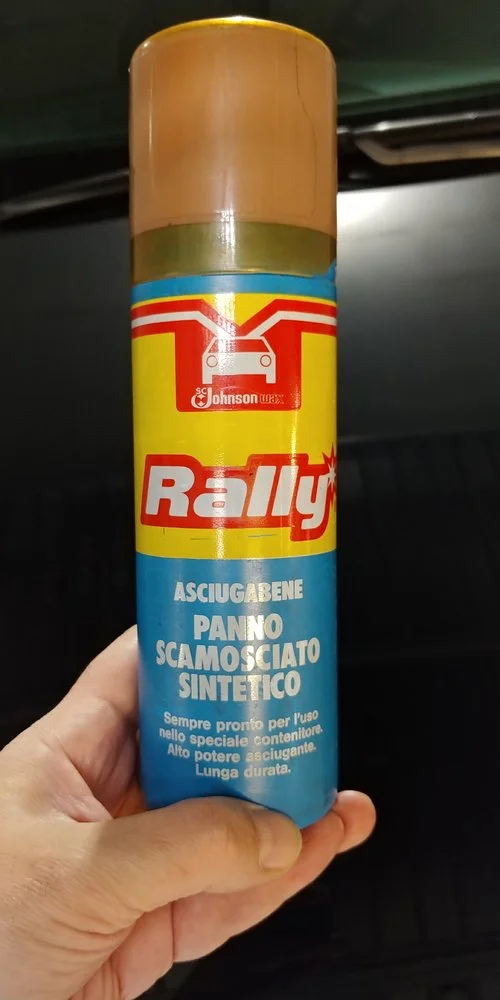 SC Johnson wax
Rally
ASCIUGABENE
PANNO
SCAMOSCIATO
SINTETICO
Sempre pronto per l'uso
nello speciale contenitore.
Alto potere asciugante.
Lunga durata.